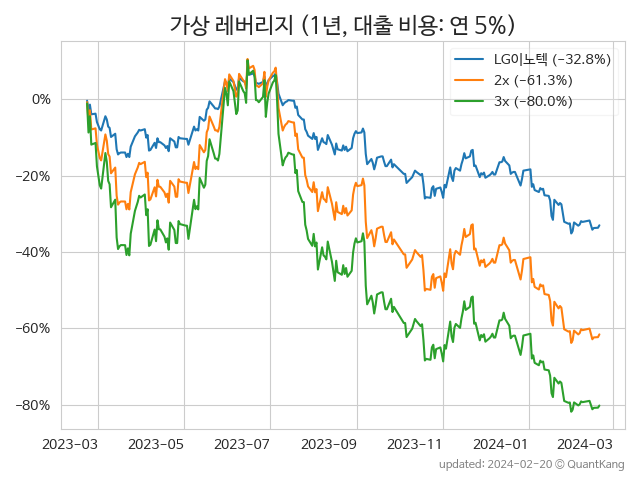 가상 레버리지 (1년, 대출 비용: 연 5%)
LG이노텍 (−32.8%)
2x (−61.3%)
3x (−80.0%)
0%
−20%
−40%
−60%
−80%
2023-03 2023-05 2023-07 2023-09 2023-11 2024-01 2024-03
updated: 2024-02-20 © QuantKang